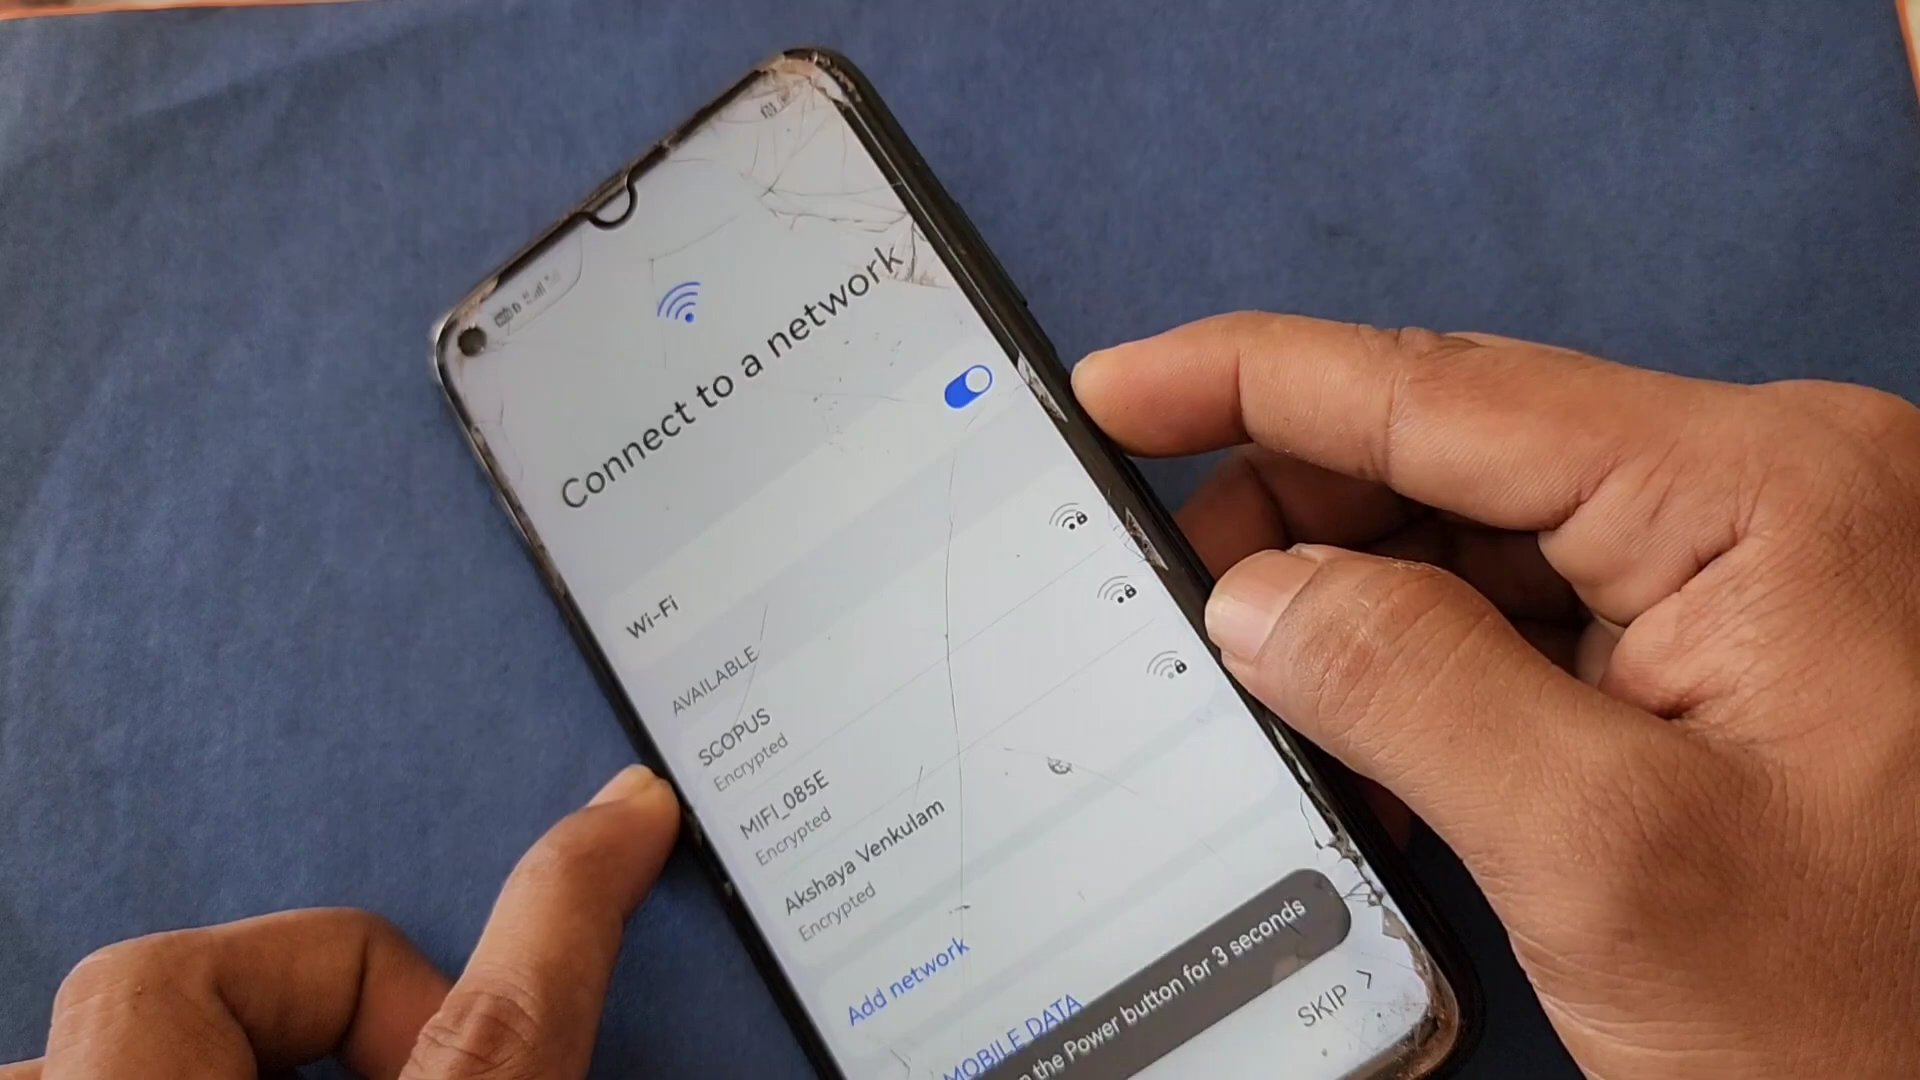 Connect to a network
Wi-Fi
AVAILABLE
SCOPUS
Encrypted
MIFI_085E
Encrypted
Akshaya Venkulam
Encrypted
Add network
MOBILE DATA
the Power button for 3 seconds
SKIP